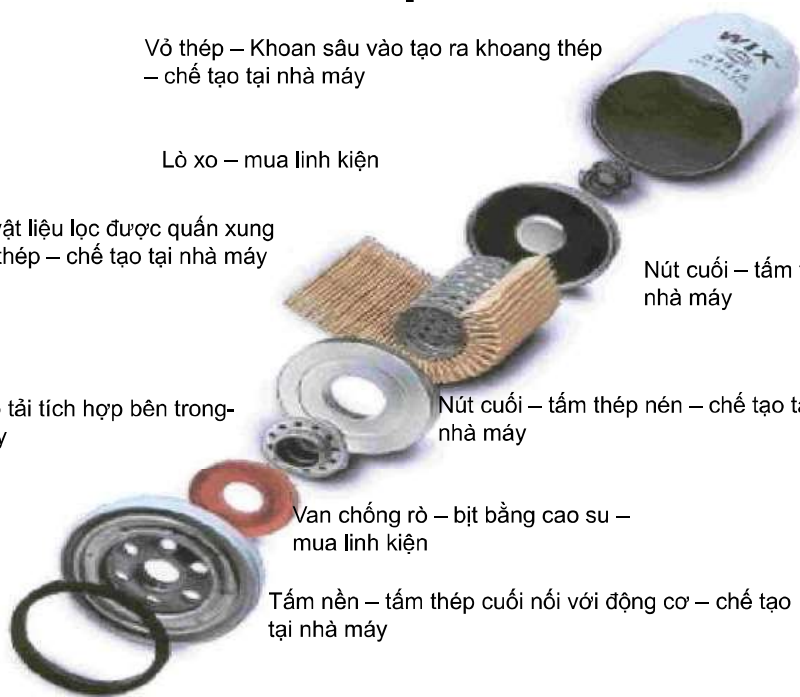 Vỏ thép – Khoan sâu vào tạo ra khoang thép
– chế tạo tại nhà máy
WIX
Lò xo – mua linh kiện
vật liệu lọc được quấn xung
thép – chế tạo tại nhà máy
Nút cuối – tấm
nhà máy
tải tích hợp bên trong-
Nút cuối – tấm thép nén – chế tạo
nhà máy
Van chống rò – bịt bằng cao su –
mua linh kiện
Tấm nền – tấm thép cuối nối với động cơ – chế tạo
tại nhà máy